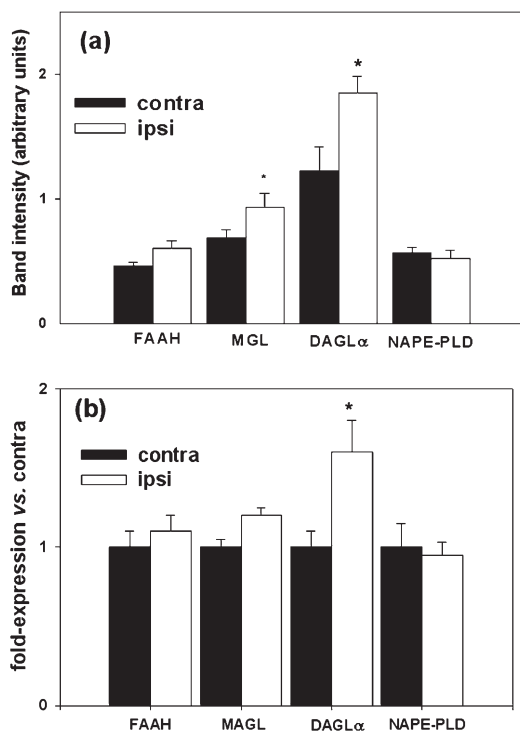 (a)
Band intensity (arbitrary units)
2
1
0
contra
ipsi
*
*
FAAH MGL DAGLα NAPE-PLD
(b)
fold-expression vs. contra
2
1
0
contra
ipsi
*
FAAH MAGL DAGLα NAPE-PLD